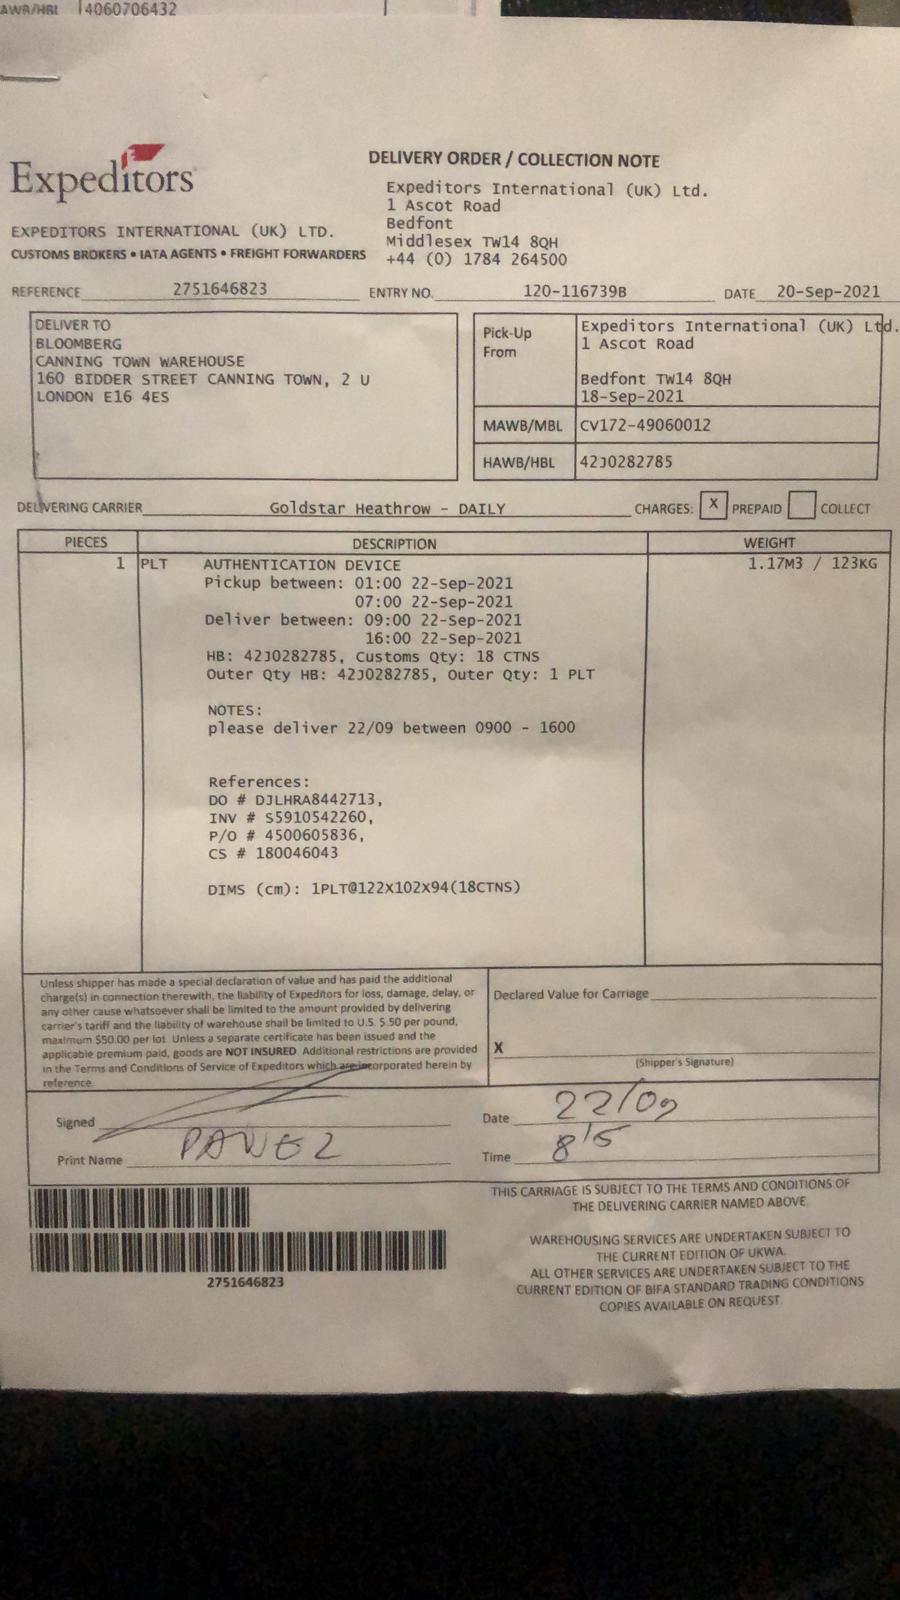 AWB/HBL 4060706432
Expeditors
DELIVERY ORDER / COLLECTION NOTE
Expeditors International (UK) Ltd.
1 Ascot Road
Bedfont
Middlesex TW14 8QH
+44 (0) 1784 264500
EXPEDITORS INTERNATIONAL (UK) LTD.
CUSTOMS BROKERS • IATA AGENTS • FREIGHT FORWARDERS
REFERENCE 2751646823 ENTRY NO. 120-116739B DATE 20-Sep-2021
DELIVER TO
BLOOMBERG
CANNING TOWN WAREHOUSE
160 BIDDER STREET CANNING TOWN, 2 U
LONDON E16 4ES
Pick-Up From
Expeditors International (UK) Ltd.
1 Ascot Road
Bedfont TW14 8QH
18-Sep-2021
MAWB/MBL CV172-49060012
HAWB/HBL 42J0282785
DELIVERING CARRIER Goldstar Heathrow - DAILY CHARGES: X PREPAID COLLECT
PIECES DESCRIPTION WEIGHT
1 PLT AUTHENTICATION DEVICE 1.17M3 / 123KG
Pickup between: 01:00 22-Sep-2021
07:00 22-Sep-2021
Deliver between: 09:00 22-Sep-2021
16:00 22-Sep-2021
HB: 42J0282785, Customs Qty: 18 CTNS
Outer Qty HB: 42J0282785, Outer Qty: 1 PLT
NOTES:
please deliver 22/09 between 0900 - 1600
References:
DO # DJLHRA8442713,
INV # S5910542260,
P/O # 4500605836,
CS # 180046043
DIMS (cm): 1PLT@122X102X94(18CTNS)
Unless shipper has made a special declaration of value and has paid the additional
charge(s) in connection therewith, the liability of Expeditors for loss, damage, delay, or
any other cause whatsoever shall be limited to the amount provided by delivering
carrier's tariff and the liability of warehouse shall be limited to U.S. $.50 per pound,
maximum $50.00 per lot. Unless a separate certificate has been issued and the
applicable premium paid, goods are NOT INSURED. Additional restrictions are provided
in the Terms and Conditions of Service of Expeditors which are incorporated herein by
reference.
Declared Value for Carriage
X
(Shipper's Signature)
Signed
Print Name
Date 22/09
Time 8
THIS CARRIAGE IS SUBJECT TO THE TERMS AND CONDITIONS OF
THE DELIVERING CARRIER NAMED ABOVE.
WAREHOUSING SERVICES ARE UNDERTAKEN SUBJECT TO
THE CURRENT EDITION OF UKWA.
ALL OTHER SERVICES ARE UNDERTAKEN SUBJECT TO THE
CURRENT EDITION OF BIFA STANDARD TRADING CONDITIONS
COPIES AVAILABLE ON REQUEST.
2751646823